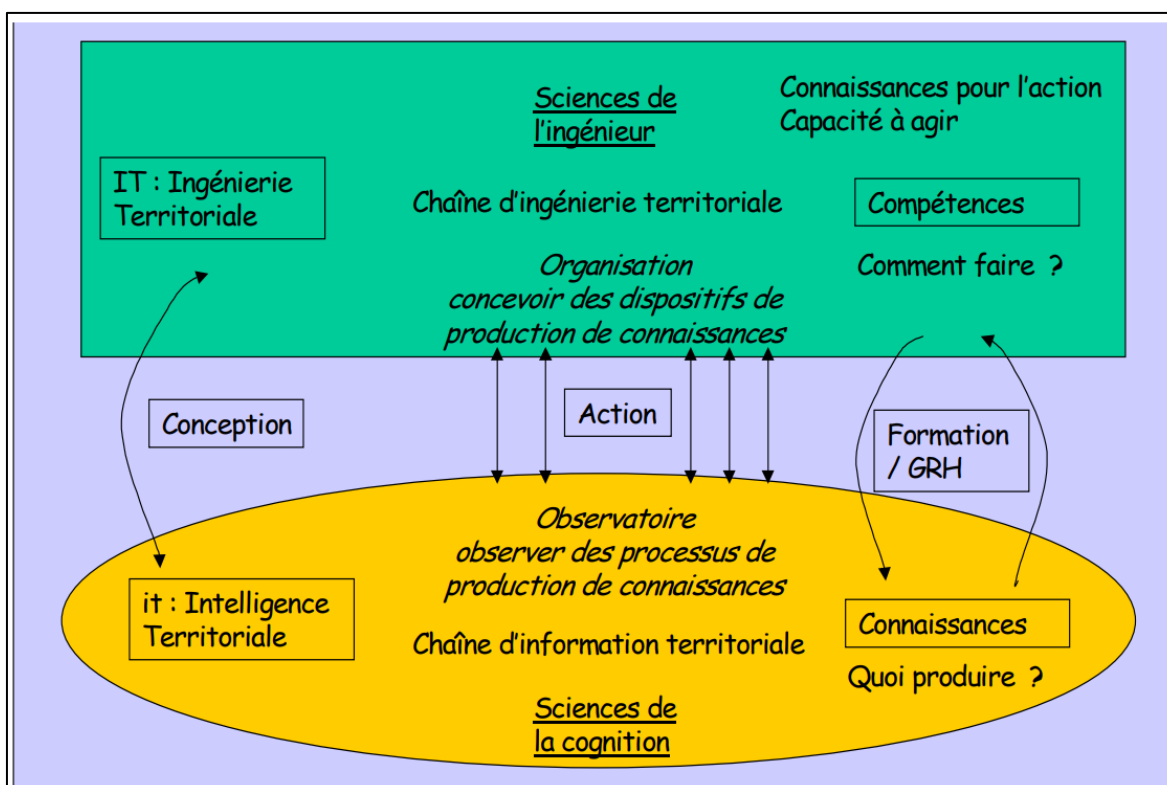 Sciences de
l'ingénieur
Connaissances pour l'action
Capacité à agir
IT : Ingénierie
Territoriale
Chaîne d'ingénierie territoriale
Compétences
Organisation
concevoir des dispositifs de
production de connaissances
Comment faire ?
Conception
Action
Formation
/ GRH
Observatoire
observer des processus de
production de connaissances
it : Intelligence
Territoriale
Chaîne d'information territoriale
Connaissances
Quoi produire ?
Sciences de
la cognition